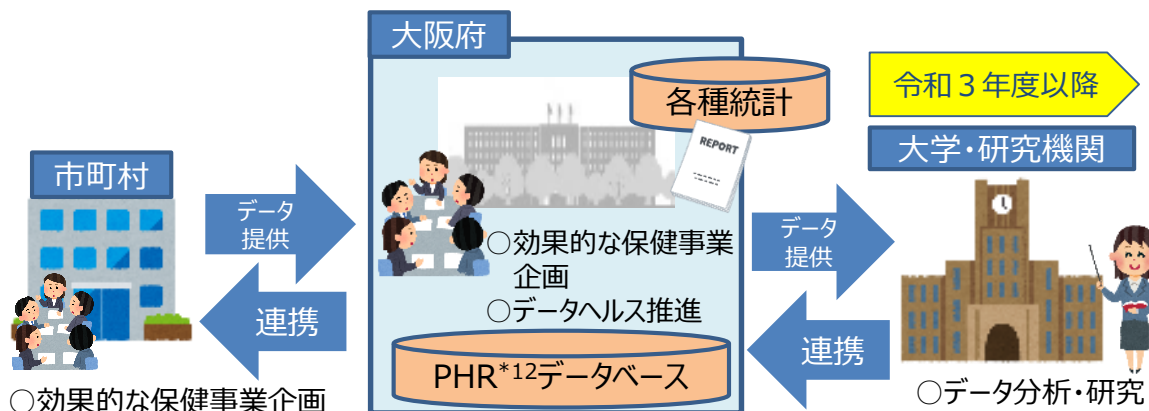 大阪府
各種統計
REPORT
令和３年度以降
大学・研究機関
市町村
データ
提供
連携
○効果的な保健事業企画
○効果的な保健事業
企画
○データヘルス推進
PHR*12データベース
データ
提供
連携
○データ分析・研究